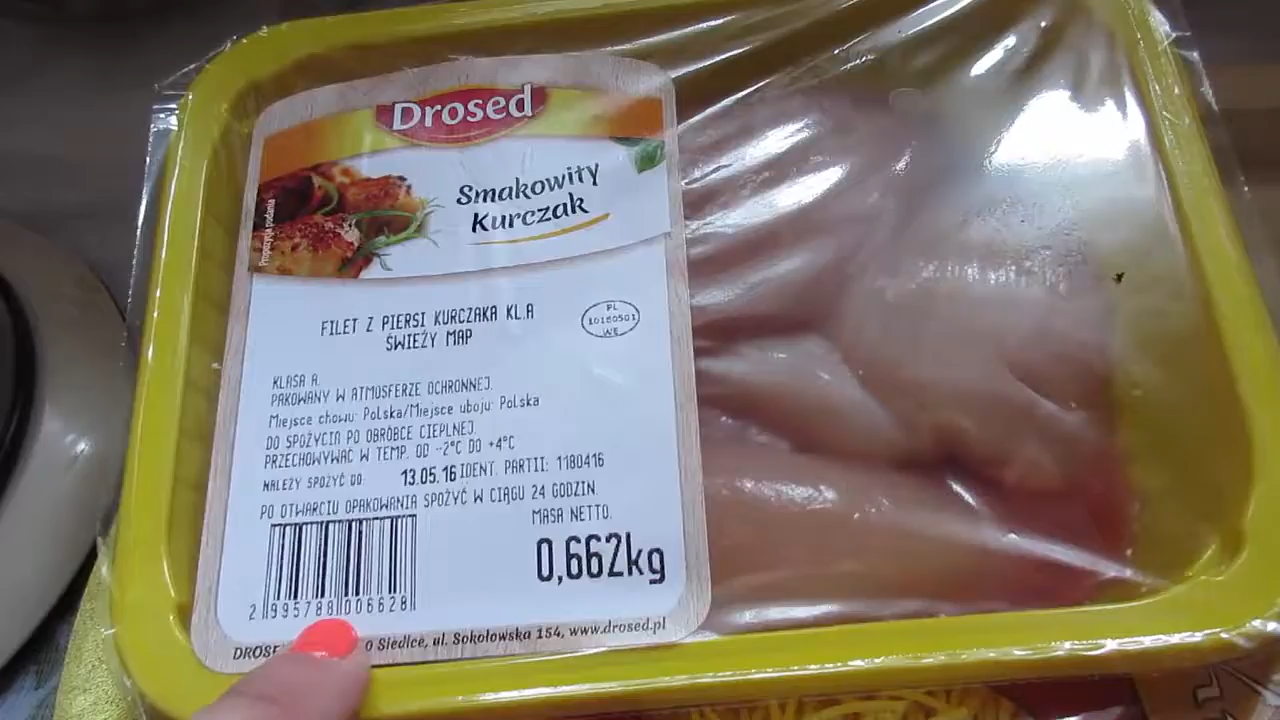 Drosed
Smakowity
Kurczak
Propozycja podania
FILET Z PIERSI KURCZAKA KL.A
ŚWIEŻY MAP
PL
10180501
WE
KLASA A.
PAKOWANY W ATMOSFERZE OCHRONNEJ.
Miejsce chowu: Polska/Miejsce uboju: Polska
DO SPOŻYCIA PO OBRÓBCE CIEPLNEJ.
PRZECHOWYWAĆ W TEMP. OD -2°C DO +4°C
NALEŻY SPOŻYĆ DO: 13.05.16 IDENT. PARTII: 1180416
PO OTWARCIU OPAKOWANIA SPOŻYĆ W CIĄGU 24 GODZIN.
MASA NETTO.
0,662kg
2 995788 006628
Siedlce, ul. Sokołowska 154, www.drosed.pl